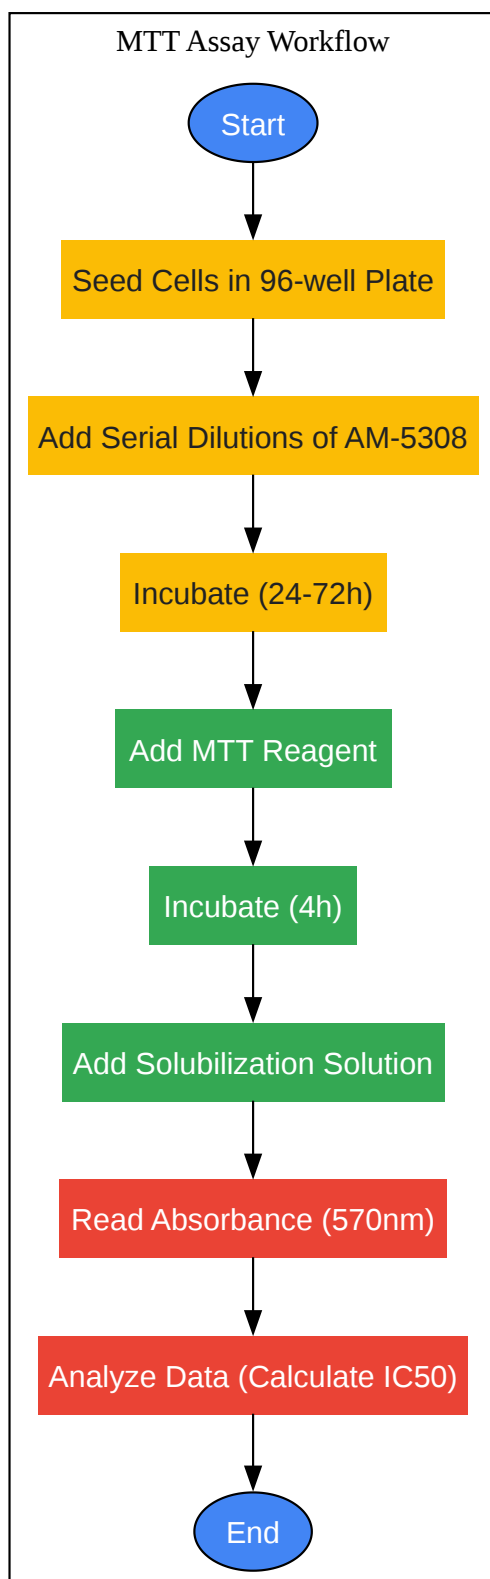 MTT Assay Workflow
Start
Seed Cells in 96-well Plate
Add Serial Dilutions of AM-5308
Incubate (24-72h)
Add MTT Reagent
Incubate (4h)
Add Solubilization Solution
Read Absorbance (570nm)
Analyze Data (Calculate IC50)
End